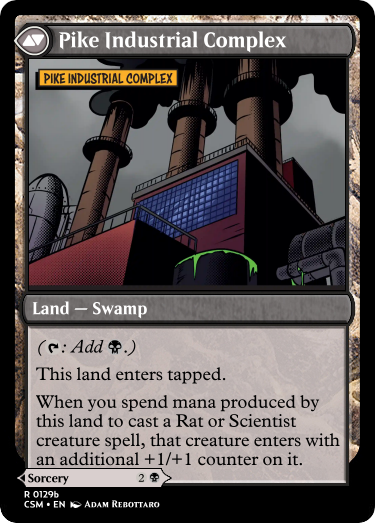 Pike Industrial Complex
PIKE INDUSTRIAL COMPLEX
Land — Swamp
(T: Add B.)
This land enters tapped.
When you spend mana produced by
this land to cast a Rat or Scientist
creature spell, that creature enters with
an additional +1/+1 counter on it.
Sorcery 2 B
R 0129b
CSM • EN Adam Rebottaro